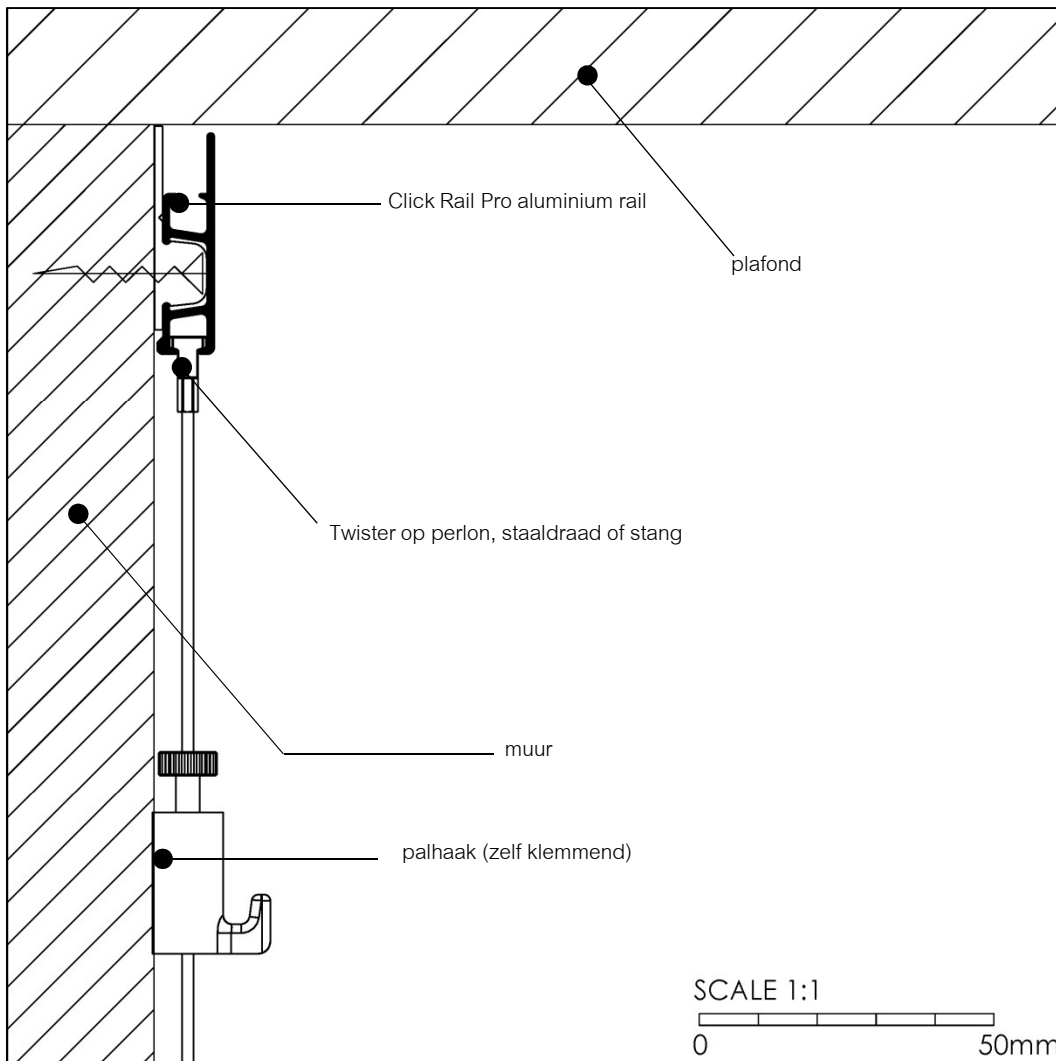 Click Rail Pro aluminium rail
plafond
Twister op perlon, staaldraad of stang
muur
palhaak (zelf klemmend)
SCALE 1:1
0 50mm